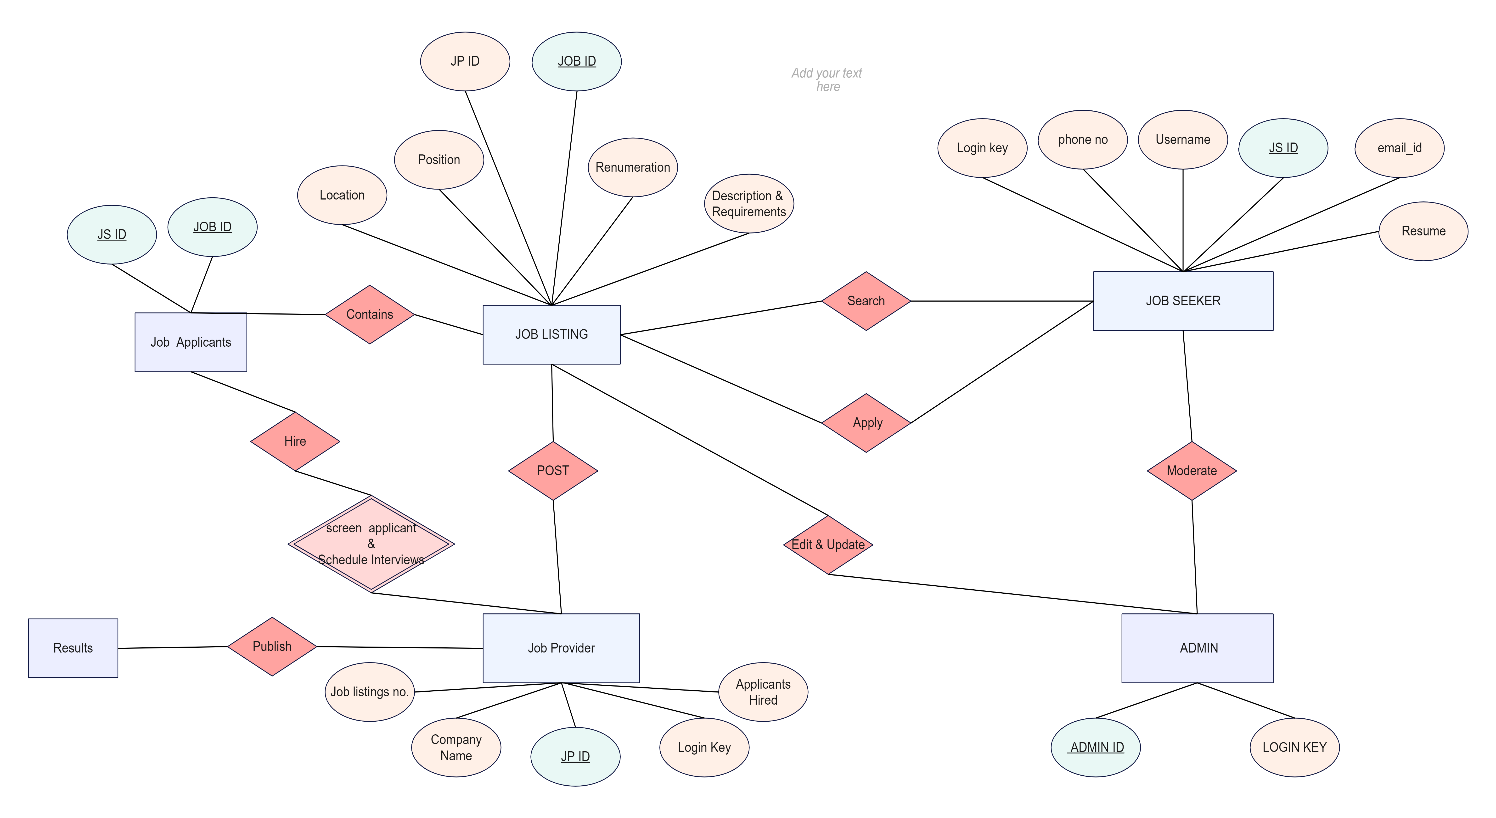 JP ID
JOB ID
Add your text
here
Login key
phone no
Username
JS ID
email_id
Position
Renumeration
Location
Description &
Requirements
JS ID
JOB ID
Resume
Contains
Search
JOB SEEKER
Job  Applicants
JOB LISTING
Hire
Apply
POST
Moderate
screen  applicant
&
Schedule Interviews
Edit & Update
Results
Publish
Job Provider
ADMIN
Job listings no.
Applicants
Hired
Company
Name
JP ID
Login Key
ADMIN ID
LOGIN KEY